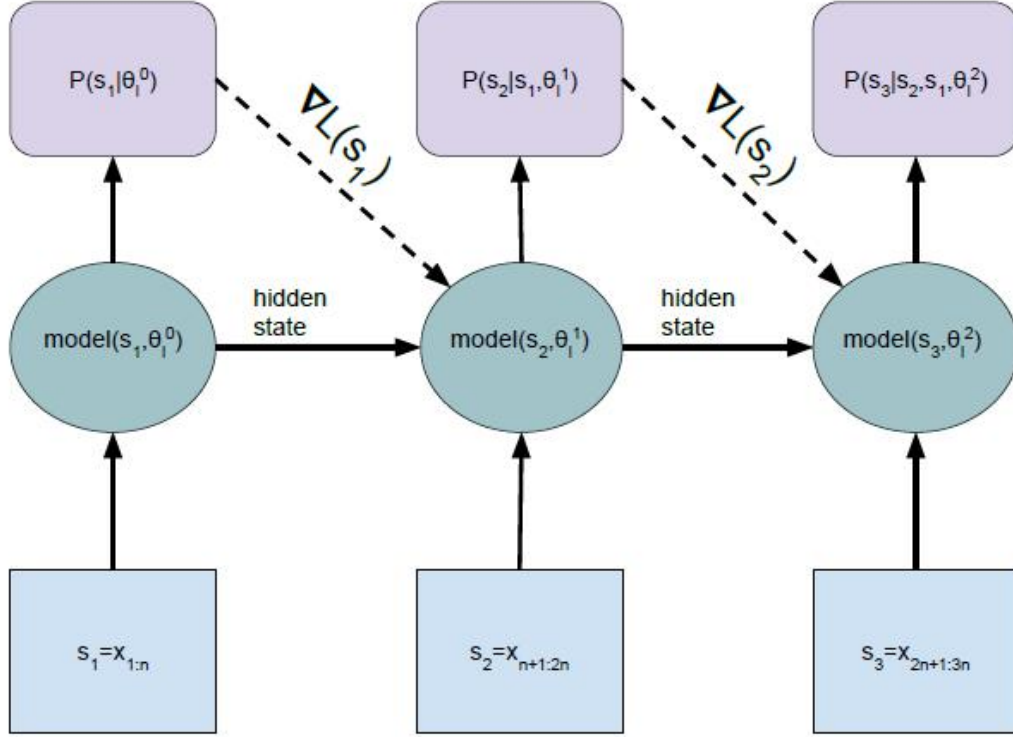 P(s₁|θₗ⁰)
P(s₂|s₁,θₗ¹)
P(s₃|s₂,s₁,θₗ²)
∇L(s₁)
∇L(s₂)
hidden
state
hidden
state
model(s₁,θₗ⁰)
model(s₂,θₗ¹)
model(s₃,θₗ²)
s₁=x₁:ₙ
s₂=xₙ₊₁:₂ₙ
s₃=x₂ₙ₊₁:₃ₙ